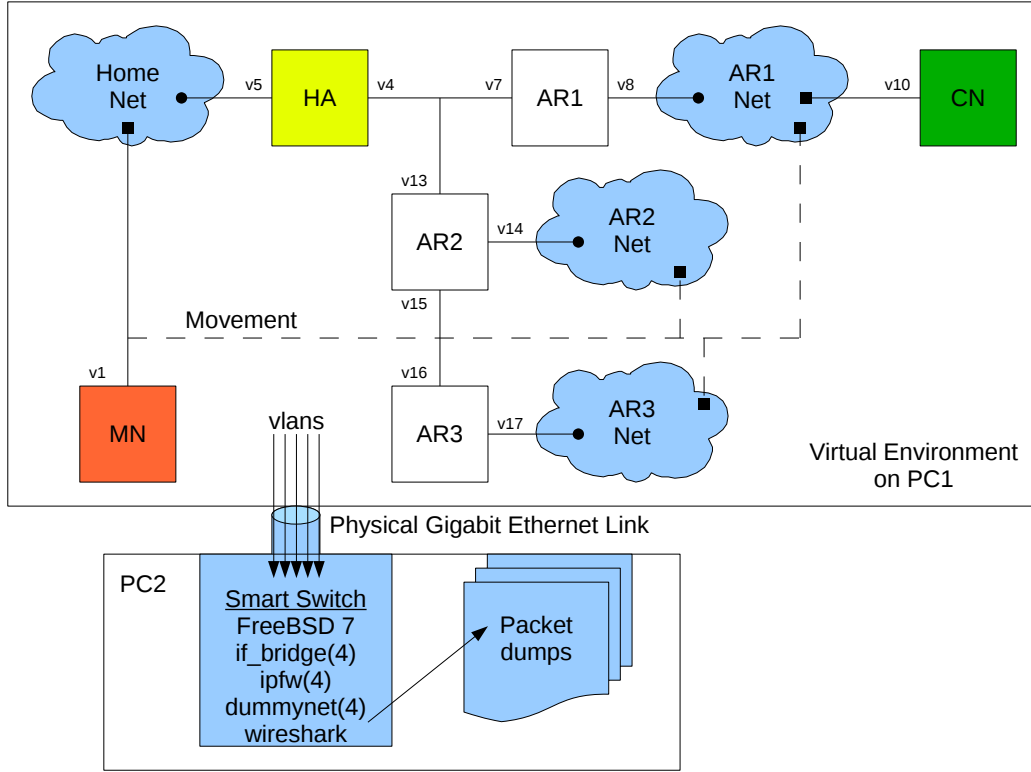 Home
Net
v5
HA
v4
v7
AR1
v8
AR1
Net
v10
CN
v13
AR2
v14
AR2
Net
v15
Movement
v1
MN
v16
AR3
v17
AR3
Net
vlans
Virtual Environment
on PC1
Physical Gigabit Ethernet Link
PC2
Smart Switch
FreeBSD 7
if_bridge(4)
ipfw(4)
dummynet(4)
wireshark
Packet
dumps